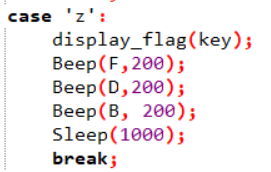 case 'z':
display_flag(key);
Beep(F,200);
Beep(D,200);
Beep(B, 200);
Sleep(1000);
break;